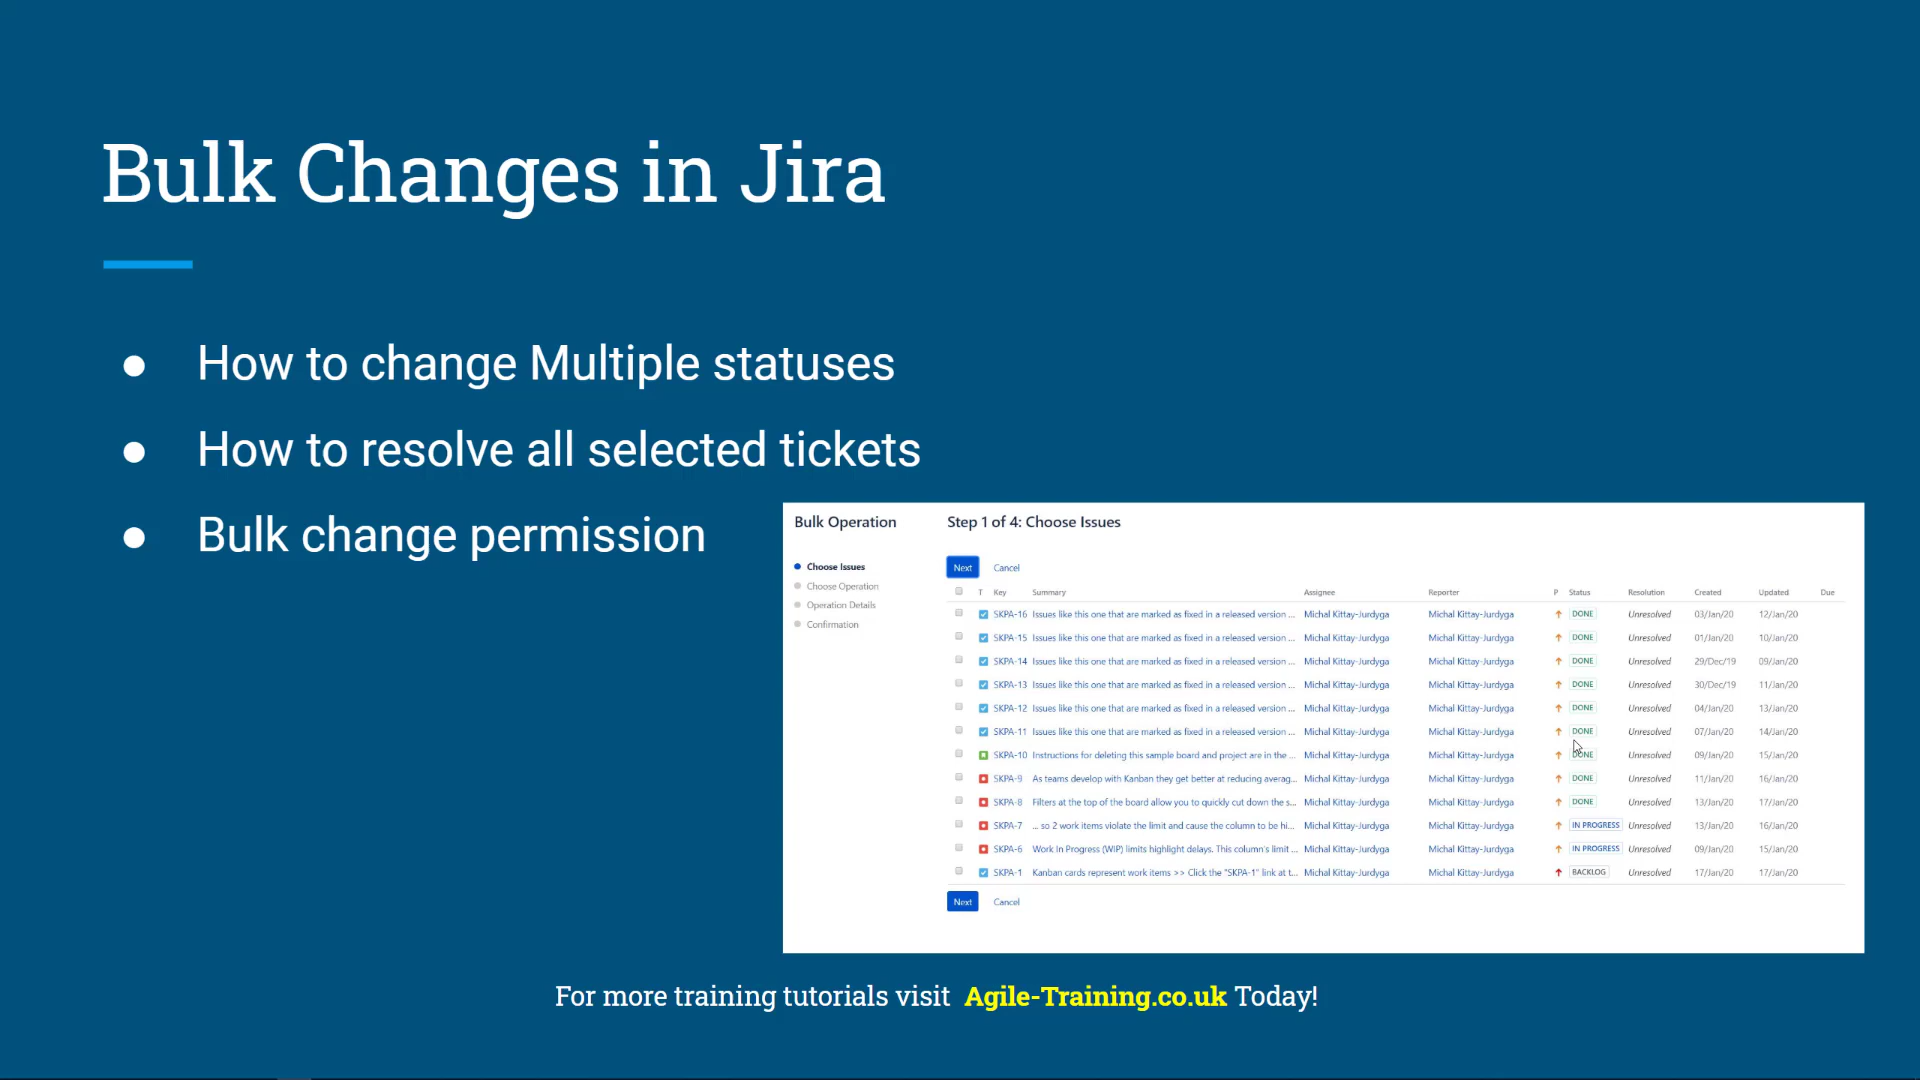 Bulk Changes in Jira
● How to change Multiple statuses
● How to resolve all selected tickets
● Bulk change permission
Bulk Operation
Choose Issues
Choose Operation
Operation Details
Confirmation
Step 1 of 4: Choose Issues
Next Cancel
T Key Summary Assignee Reporter P Status Resolution Created Updated Due
SKPA-16 Issues like this one that are marked as fixed in a released version ... Michal Kittay-Jurdyga Michal Kittay-Jurdyga DONE Unresolved 03/Jan/20 12/Jan/20
SKPA-15 Issues like this one that are marked as fixed in a released version ... Michal Kittay-Jurdyga Michal Kittay-Jurdyga DONE Unresolved 01/Jan/20 10/Jan/20
SKPA-14 Issues like this one that are marked as fixed in a released version ... Michal Kittay-Jurdyga Michal Kittay-Jurdyga DONE Unresolved 29/Dec/19 09/Jan/20
SKPA-13 Issues like this one that are marked as fixed in a released version ... Michal Kittay-Jurdyga Michal Kittay-Jurdyga DONE Unresolved 30/Dec/19 11/Jan/20
SKPA-12 Issues like this one that are marked as fixed in a released version ... Michal Kittay-Jurdyga Michal Kittay-Jurdyga DONE Unresolved 04/Jan/20 13/Jan/20
SKPA-11 Issues like this one that are marked as fixed in a released version ... Michal Kittay-Jurdyga Michal Kittay-Jurdyga DONE Unresolved 07/Jan/20 14/Jan/20
SKPA-10 Instructions for deleting this sample board and project are in the ... Michal Kittay-Jurdyga Michal Kittay-Jurdyga DONE Unresolved 09/Jan/20 15/Jan/20
SKPA-9 As teams develop with Kanban they get better at reducing averag... Michal Kittay-Jurdyga Michal Kittay-Jurdyga DONE Unresolved 11/Jan/20 16/Jan/20
SKPA-8 Filters at the top of the board allow you to quickly cut down the s... Michal Kittay-Jurdyga Michal Kittay-Jurdyga DONE Unresolved 13/Jan/20 17/Jan/20
SKPA-7 ... so 2 work items violate the limit and cause the column to be hi... Michal Kittay-Jurdyga Michal Kittay-Jurdyga IN PROGRESS Unresolved 13/Jan/20 16/Jan/20
SKPA-6 Work In Progress (WIP) limits highlight delays. This column's limit ... Michal Kittay-Jurdyga Michal Kittay-Jurdyga IN PROGRESS Unresolved 09/Jan/20 15/Jan/20
SKPA-1 Kanban cards represent work items >> Click the "SKPA-1" link at t... Michal Kittay-Jurdyga Michal Kittay-Jurdyga BACKLOG Unresolved 17/Jan/20 17/Jan/20
Next Cancel
For more training tutorials visit Agile-Training.co.uk Today!